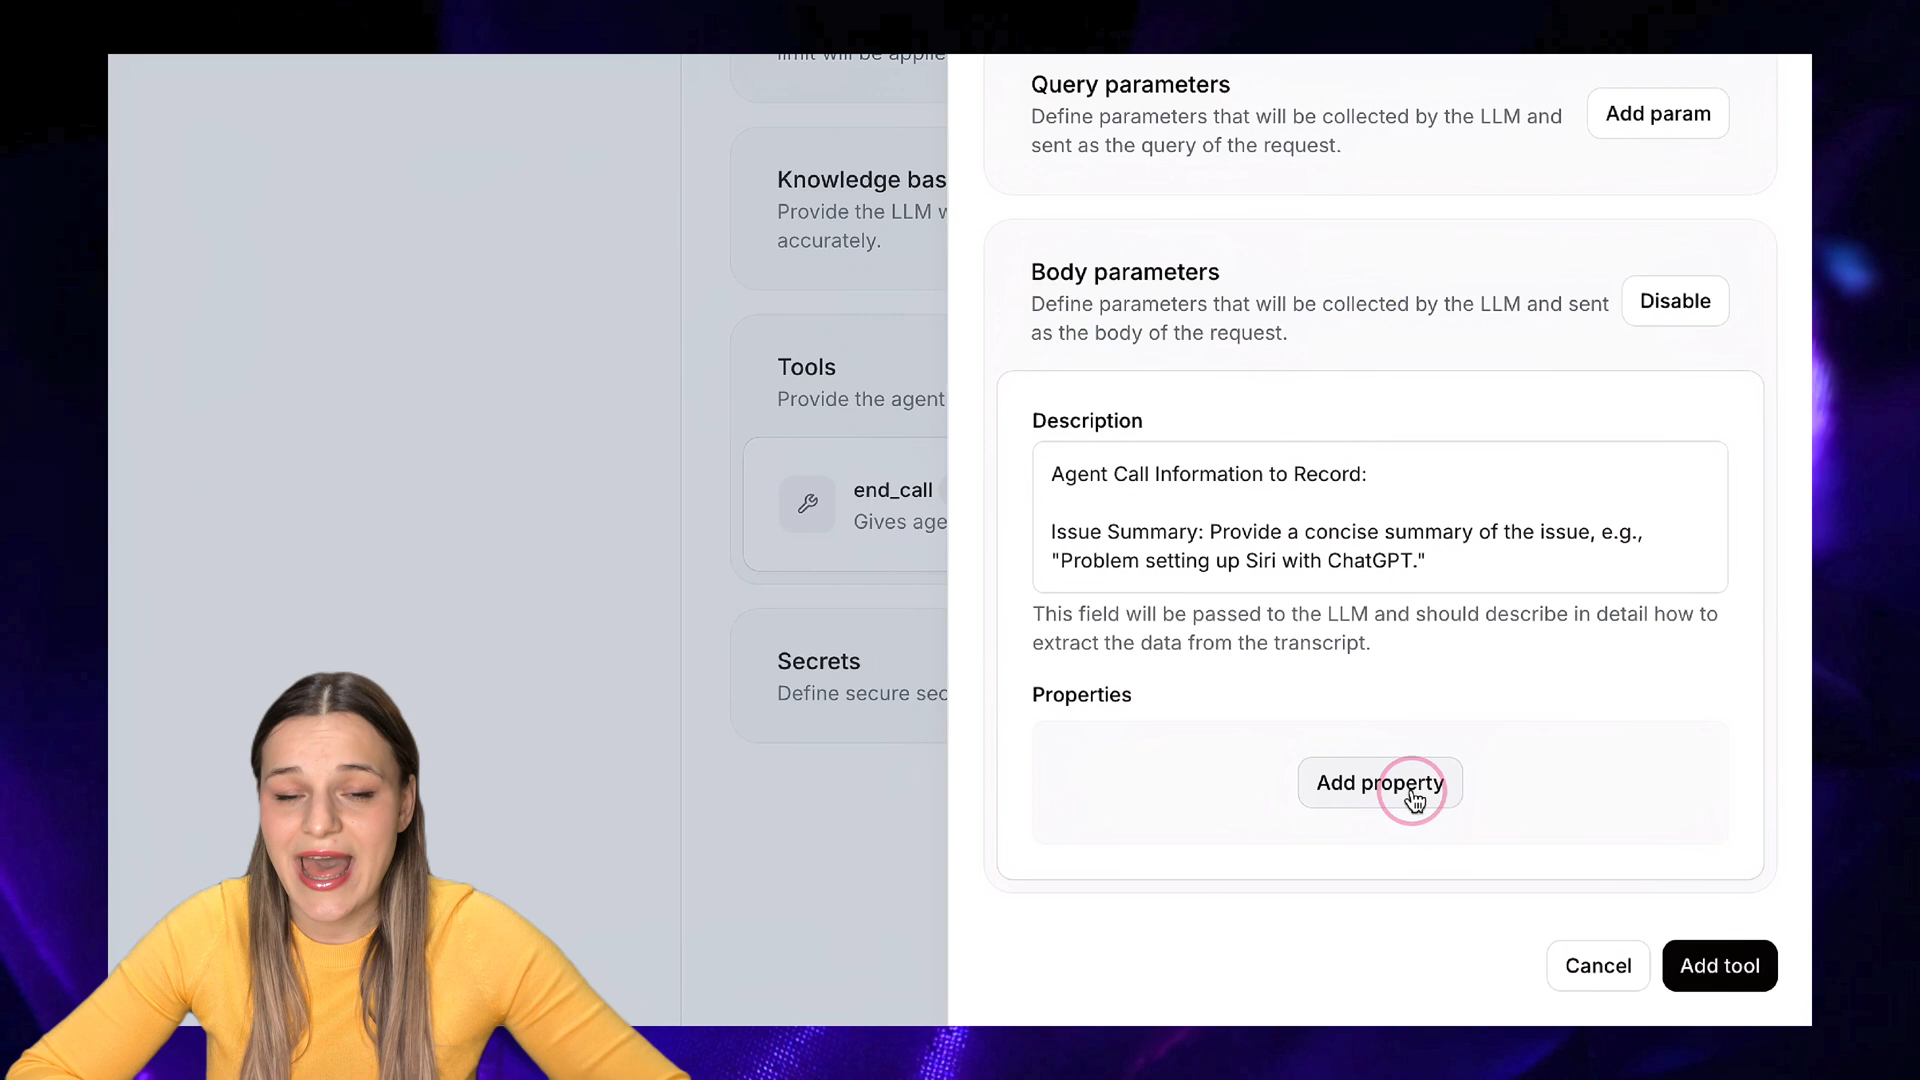 limit will be applie
Knowledge bas
Provide the LLM w
accurately.
Tools
Provide the agent
end_call
Gives age
Secrets
Define secure sec
Query parameters
Define parameters that will be collected by the LLM and
sent as the query of the request.
Add param
Body parameters
Define parameters that will be collected by the LLM and sent
as the body of the request.
Disable
Description
Agent Call Information to Record:
Issue Summary: Provide a concise summary of the issue, e.g.,
"Problem setting up Siri with ChatGPT."
This field will be passed to the LLM and should describe in detail how to
extract the data from the transcript.
Properties
Add property
Cancel
Add tool